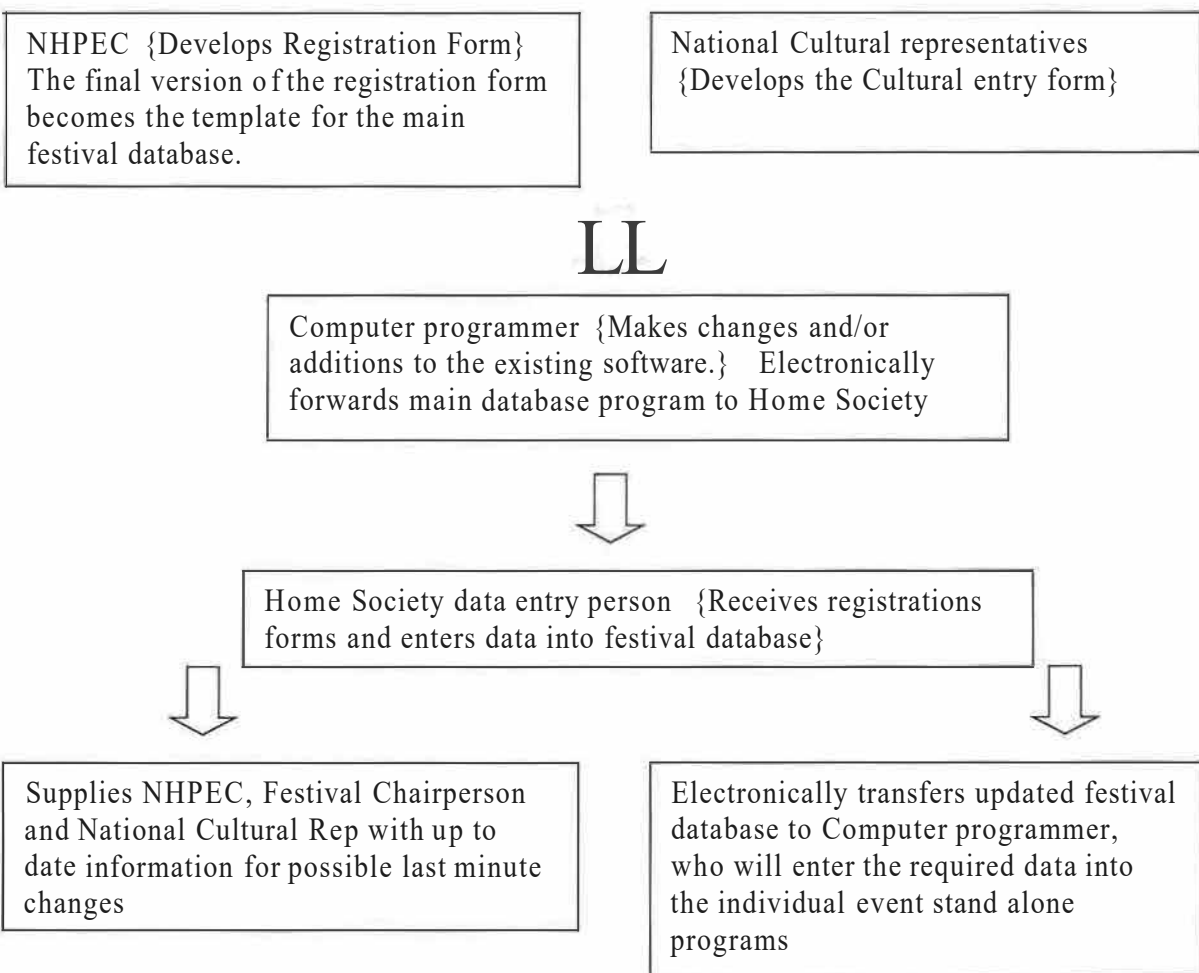 NHPEC {Develops Registration Form}
The final version of the registration form
becomes the template for the main
festival database.
National Cultural representatives
{Develops the Cultural entry form}
LL
Computer programmer {Makes changes and/or
additions to the existing software.} Electronically
forwards main database program to Home Society
Home Society data entry person {Receives registrations
forms and enters data into festival database}
Supplies NHPEC, Festival Chairperson
and National Cultural Rep with up to
date information for possible last minute
changes
Electronically transfers updated festival
database to Computer programmer,
who will enter the required data into
the individual event stand alone
programs